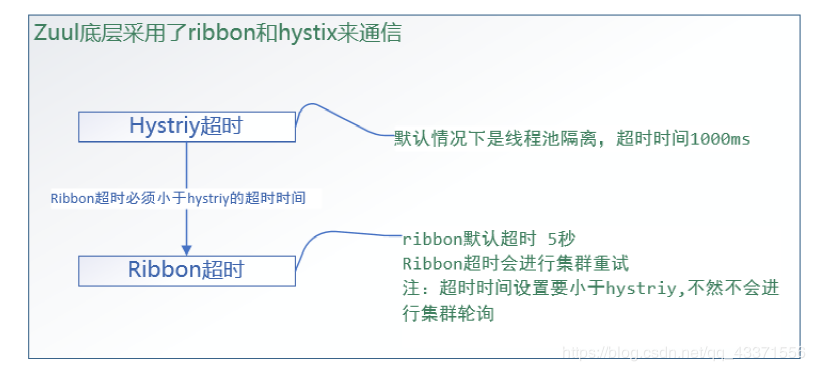 Zuul底层采用了ribbon和hystix来通信
Hystriy超时
默认情况下是线程池隔离，超时时间1000ms
Ribbon超时必须小于hystriy的超时时间
Ribbon超时
ribbon默认超时 5秒
Ribbon超时会进行集群重试
注：超时时间设置要小于hystriy,不然不会进
行集群轮询
https://blog.csdn.net/qq_43371556